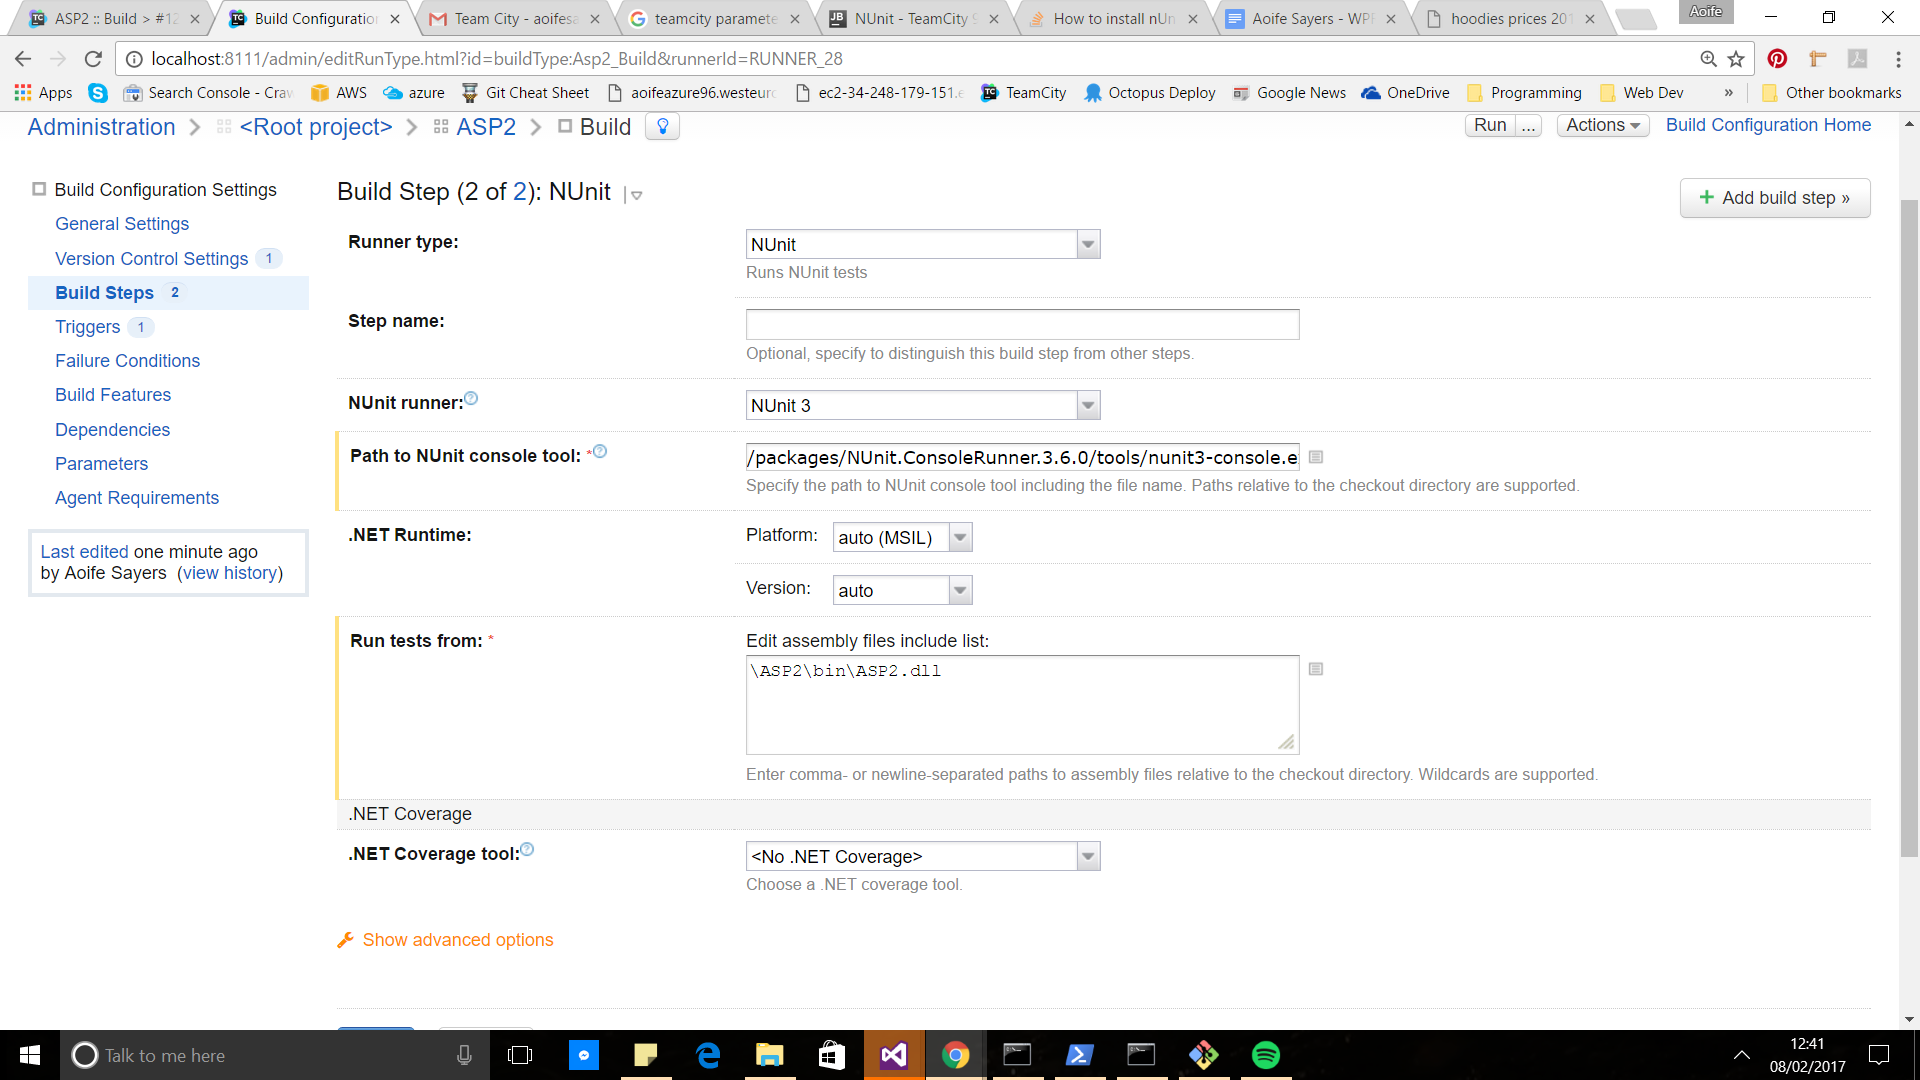 ASP2 :: Build > #12
Build Configuration
Team City - aoifesa
teamcity paramete
NUnit - TeamCity 9
How to install nUn
Aoife Sayers - WPF
hoodies prices 201
Aoife
localhost:8111/admin/editRunType.html?id=buildType:Asp2_Build&runnerId=RUNNER_28
Apps
Search Console - Craw
AWS
azure
Git Cheat Sheet
aoifeazure96.westeuro
ec2-34-248-179-151.e
TeamCity
Octopus Deploy
Google News
OneDrive
Programming
Web Dev
»
Other bookmarks
Administration > <Root project> > ASP2 > Build
Run ...
Actions
Build Configuration Home
Build Configuration Settings
General Settings
Version Control Settings 1
Build Steps 2
Triggers 1
Failure Conditions
Build Features
Dependencies
Parameters
Agent Requirements
Last edited one minute ago
by Aoife Sayers (view history)
Build Step (2 of 2): NUnit
+ Add build step »
Runner type:
NUnit
Runs NUnit tests
Step name:
Optional, specify to distinguish this build step from other steps.
NUnit runner:
NUnit 3
Path to NUnit console tool: *
/packages/NUnit.ConsoleRunner.3.6.0/tools/nunit3-console.e
Specify the path to NUnit console tool including the file name. Paths relative to the checkout directory are supported.
.NET Runtime:
Platform: auto (MSIL)
Version: auto
Run tests from: *
Edit assembly files include list:
\ASP2\bin\ASP2.dll
Enter comma- or newline-separated paths to assembly files relative to the checkout directory. Wildcards are supported.
.NET Coverage
.NET Coverage tool:
<No .NET Coverage>
Choose a .NET coverage tool.
Show advanced options
Talk to me here
12:41
08/02/2017